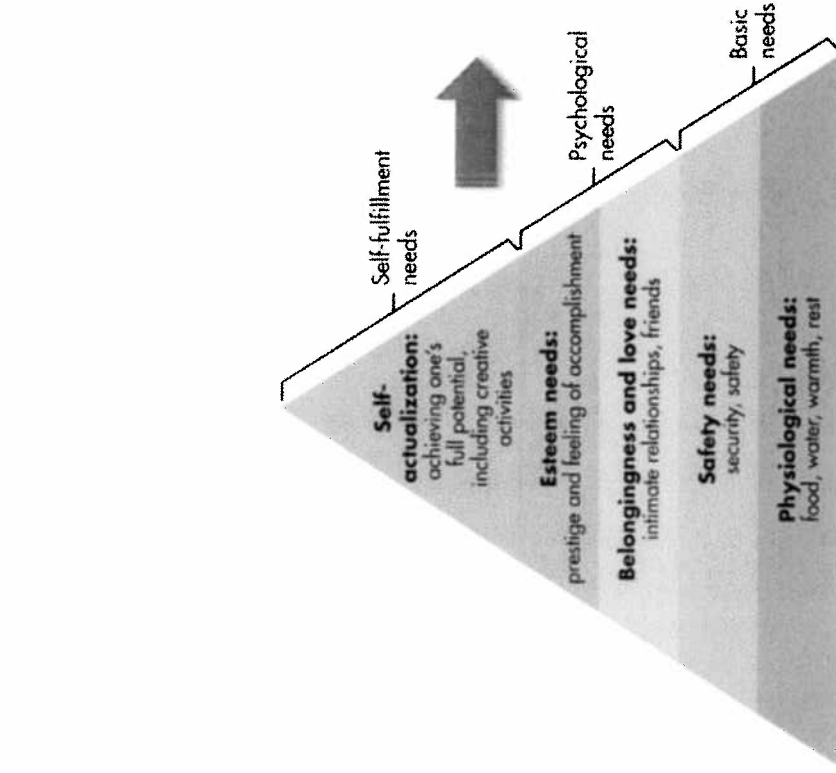 Self-
actualization:
achieving one's
full potential,
including creative
activities
Self-fulfillment
needs
Esteem needs:
prestige and feeling of accomplishment
Belongingness and love needs:
intimate relationships, friends
Psychological
needs
Safety needs:
security, safety
Physiological needs:
food, water, warmth, rest
Basic
needs